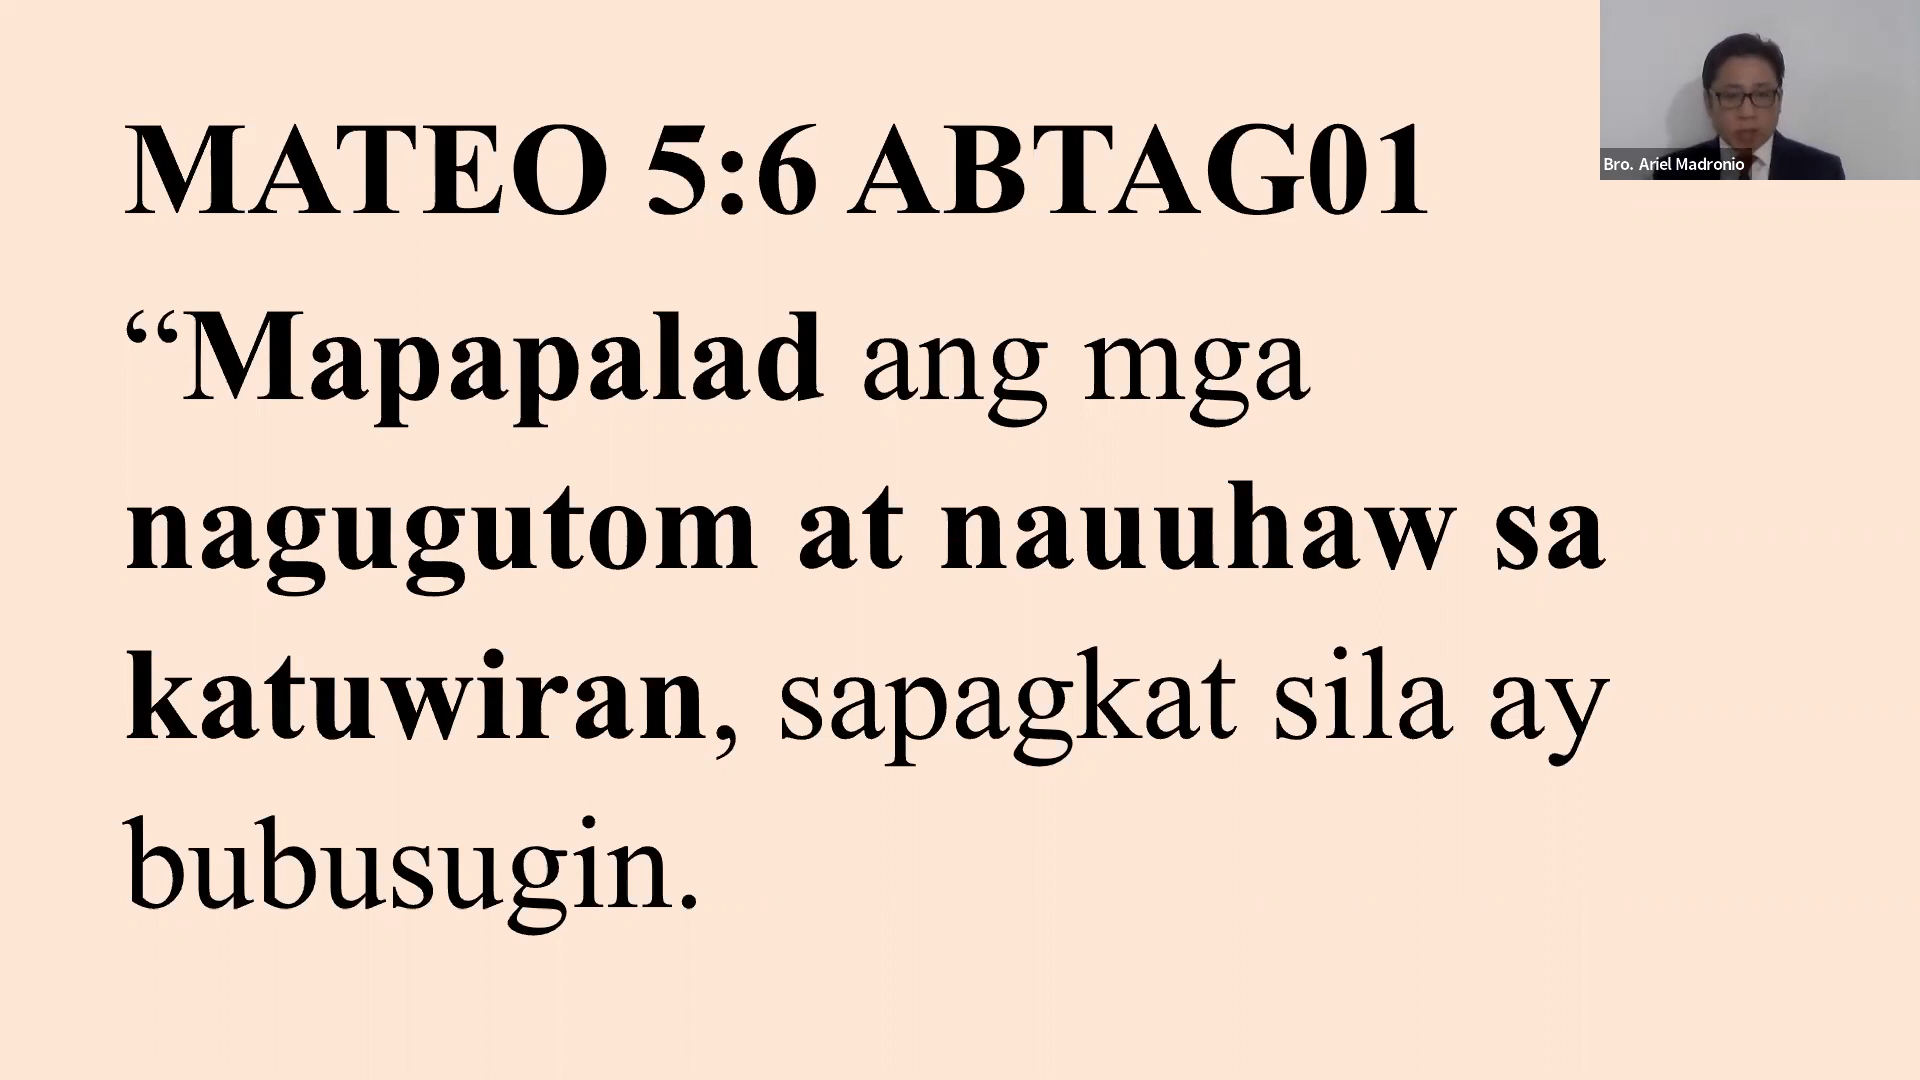 MATEO 5:6 ABTAG01
“Mapapalad ang mga
nagugutom at nauuhaw sa
katuwiran, sapagkat sila ay
bubusugin.
Bro. Ariel Madronio